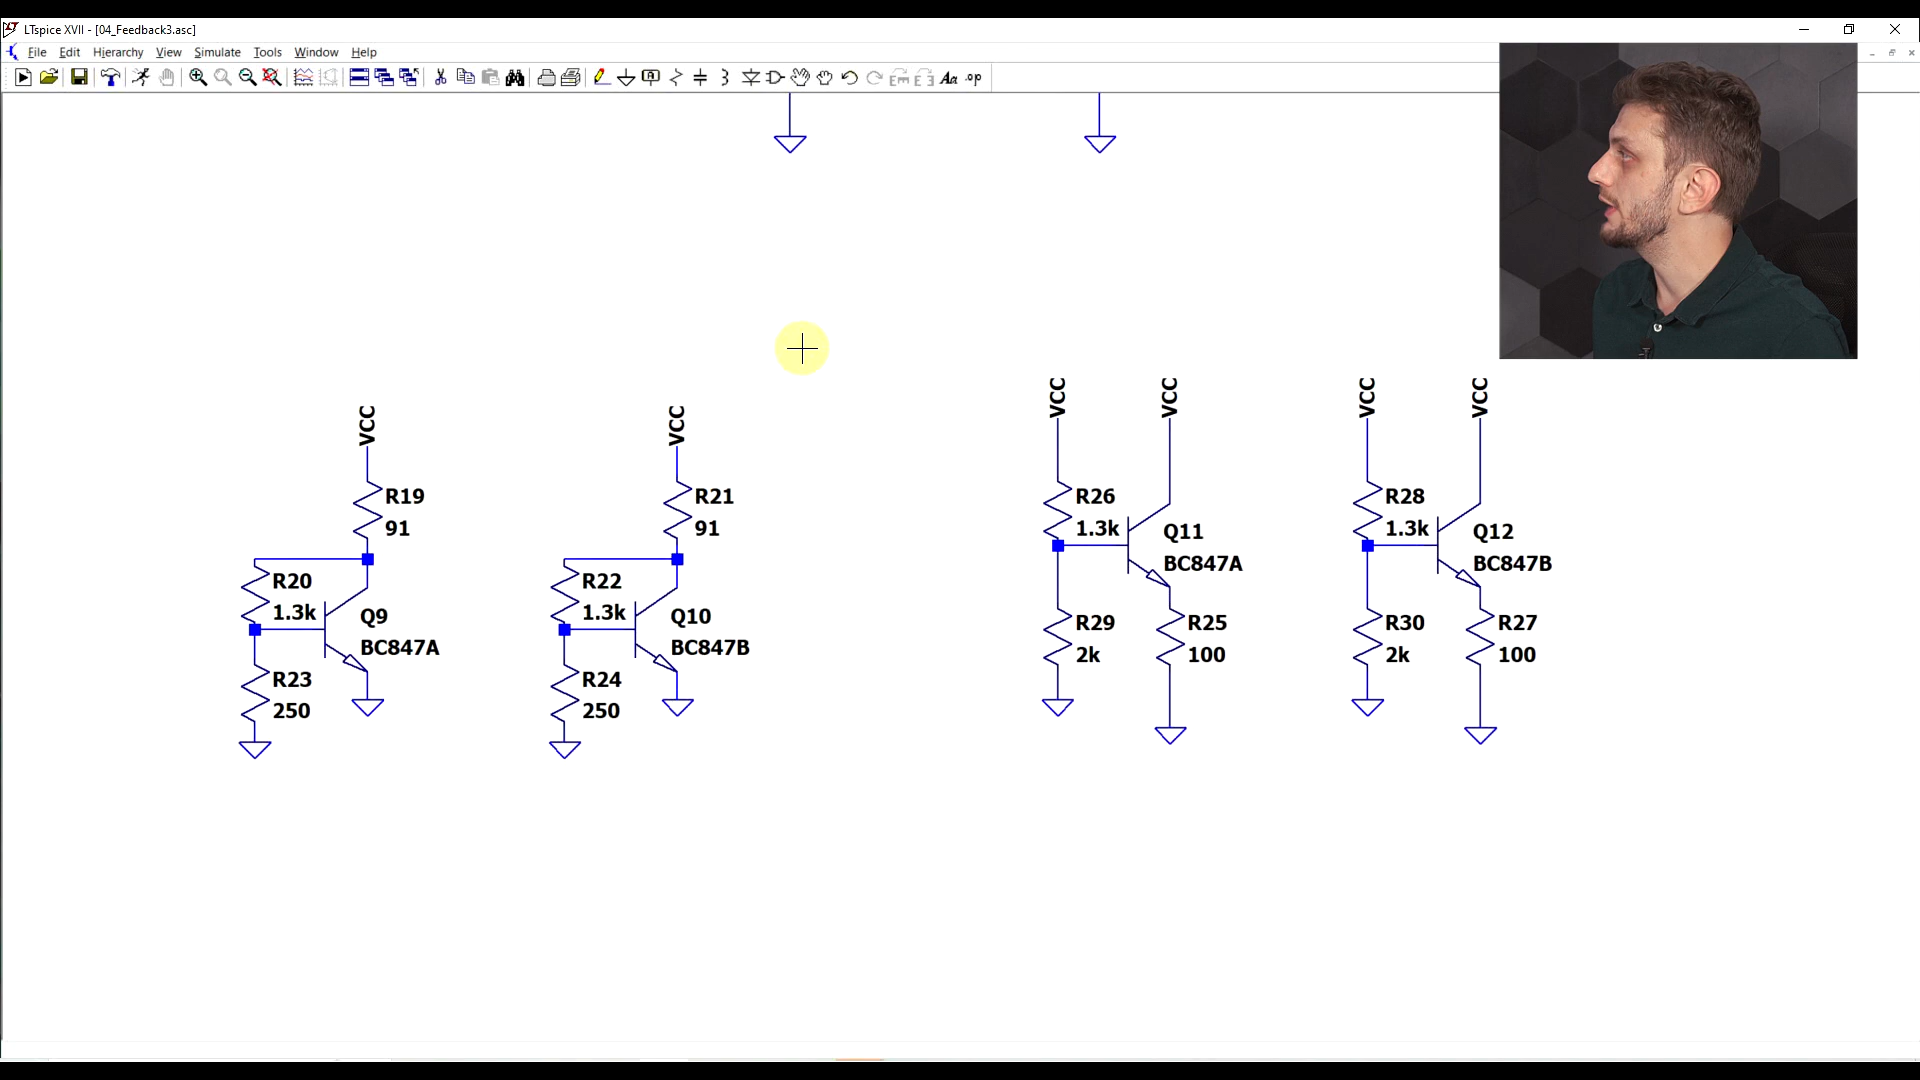 LTspice XVII - [04_Feedback3.asc]
File Edit Hierarchy View Simulate Tools Window Help
Aa .op
VCC
R19
91
R20
1.3k
Q9
BC847A
R23
250
VCC
R21
91
R22
1.3k
Q10
BC847B
R24
250
VCC
VCC
R26
1.3k
Q11
BC847A
R29
2k
R25
100
VCC
VCC
R28
1.3k
Q12
BC847B
R30
2k
R27
100